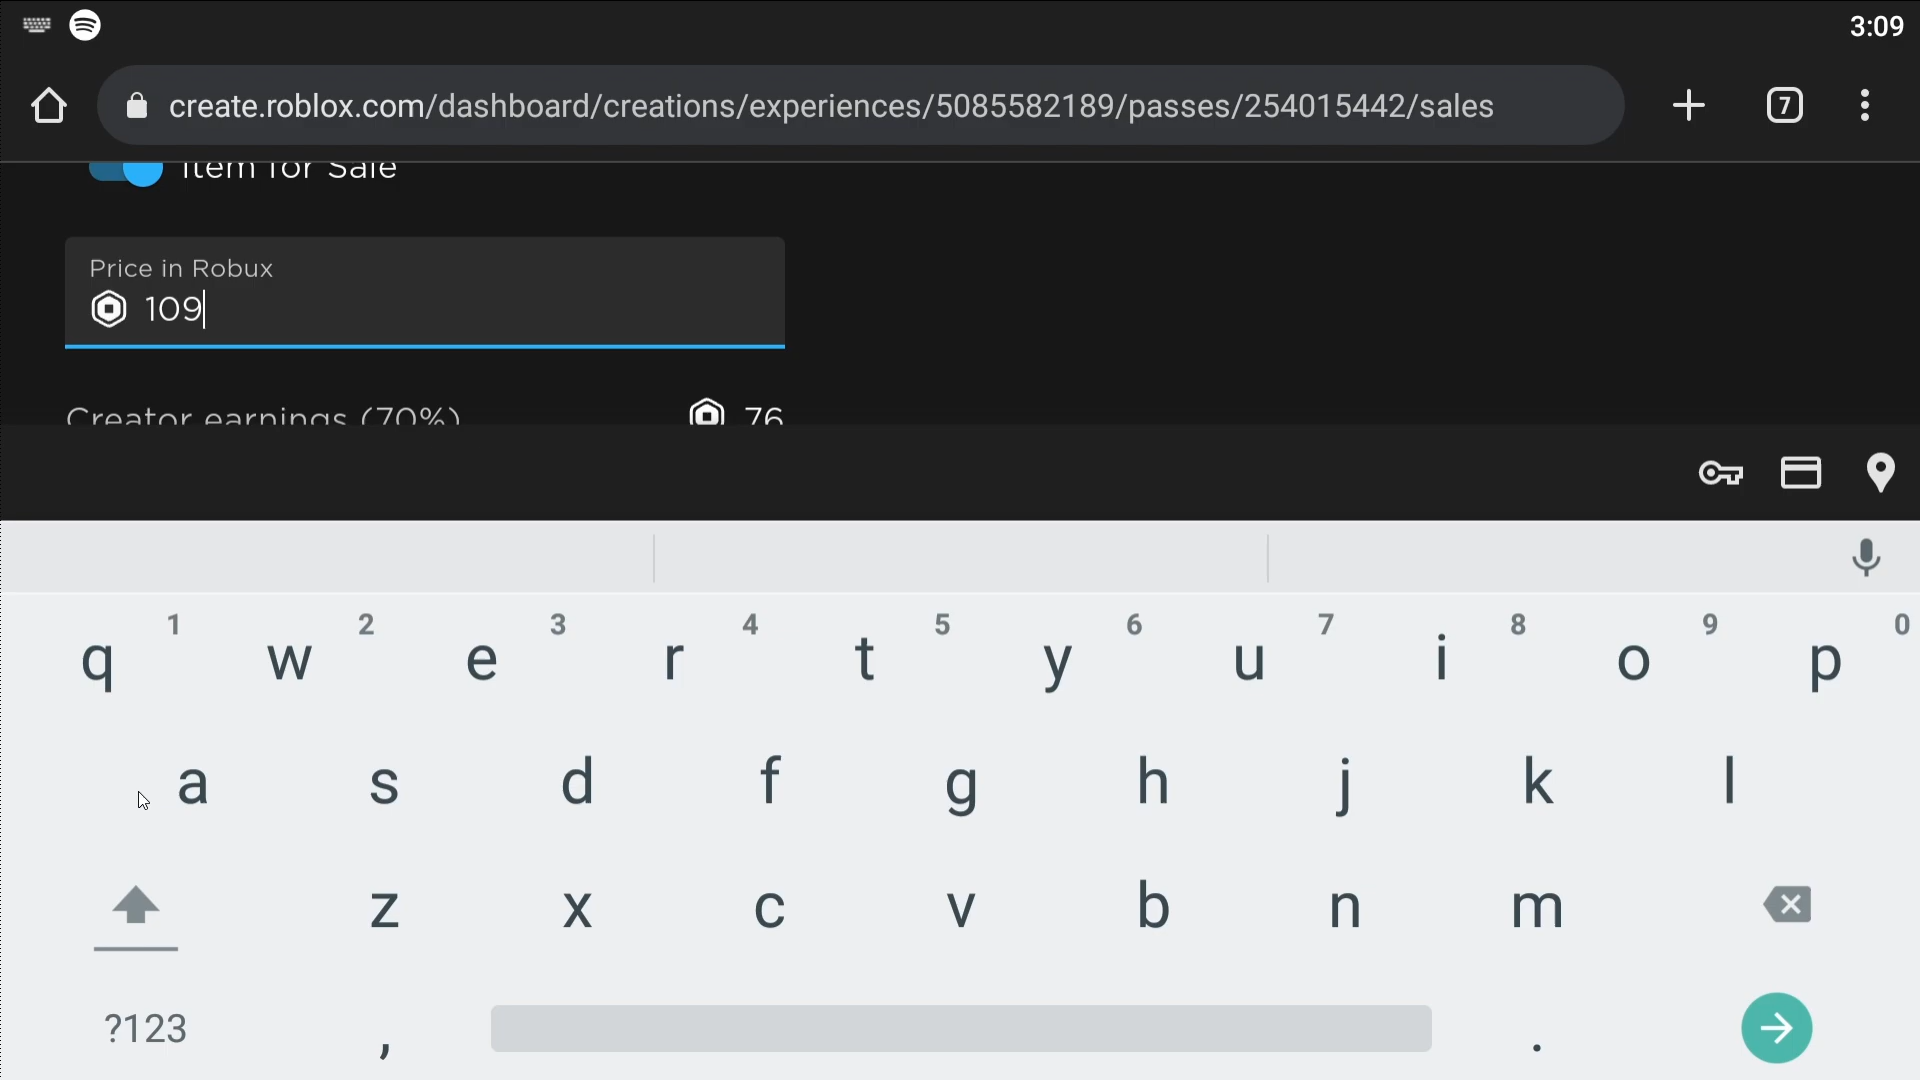 3:09
create.roblox.com/dashboard/creations/experiences/5085582189/passes/254015442/sales
7
Item for Sale
Price in Robux
109
Creator earnings (70%) 76
1 2 3 4 5 6 7 8 9 0
q w e r t y u i o p
a s d f g h j k l
z x c v b n m
?123 , .